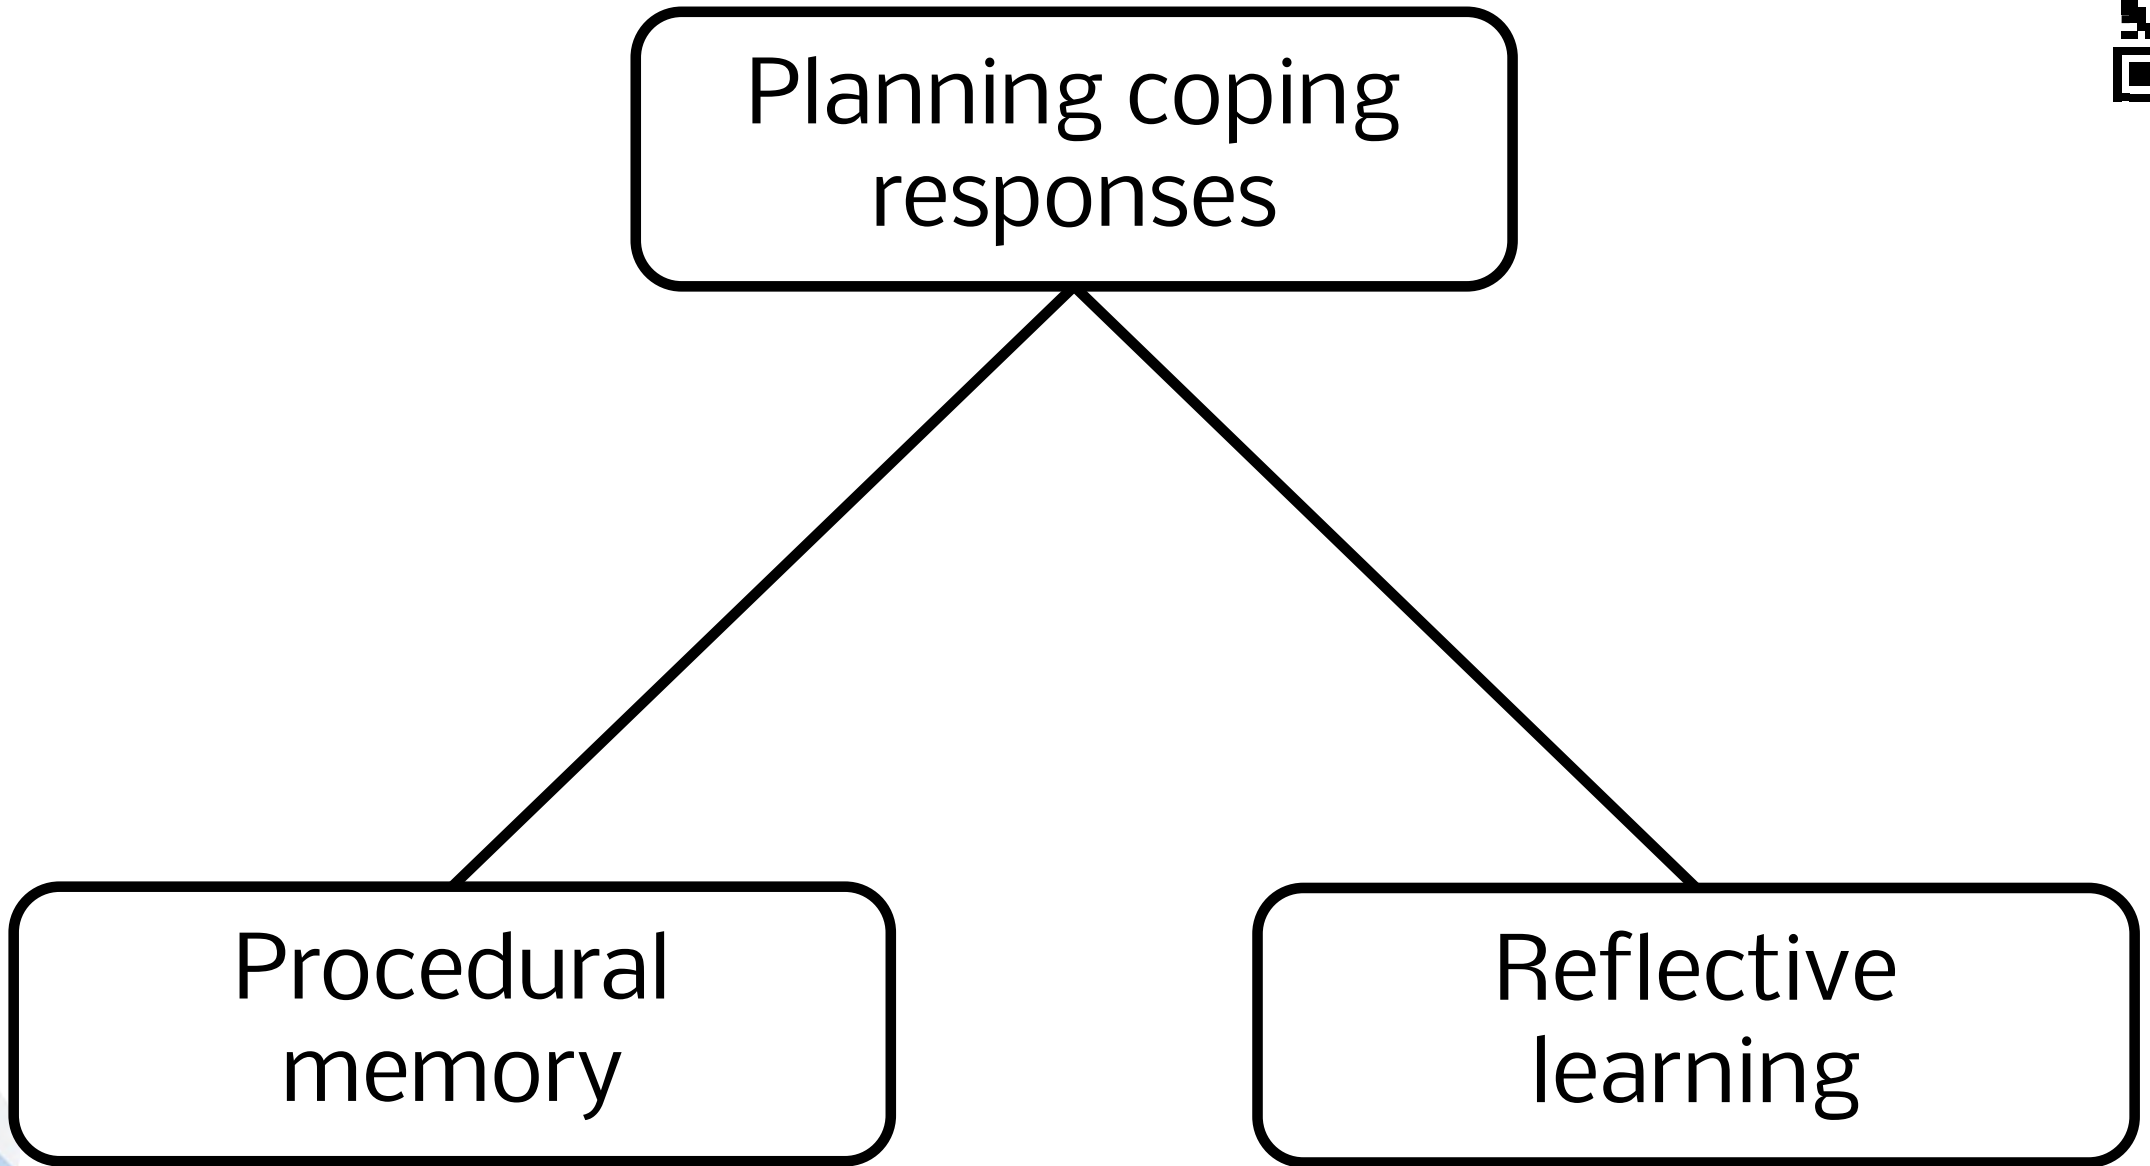 Planning coping
responses
Procedural
memory
Reflective
learning